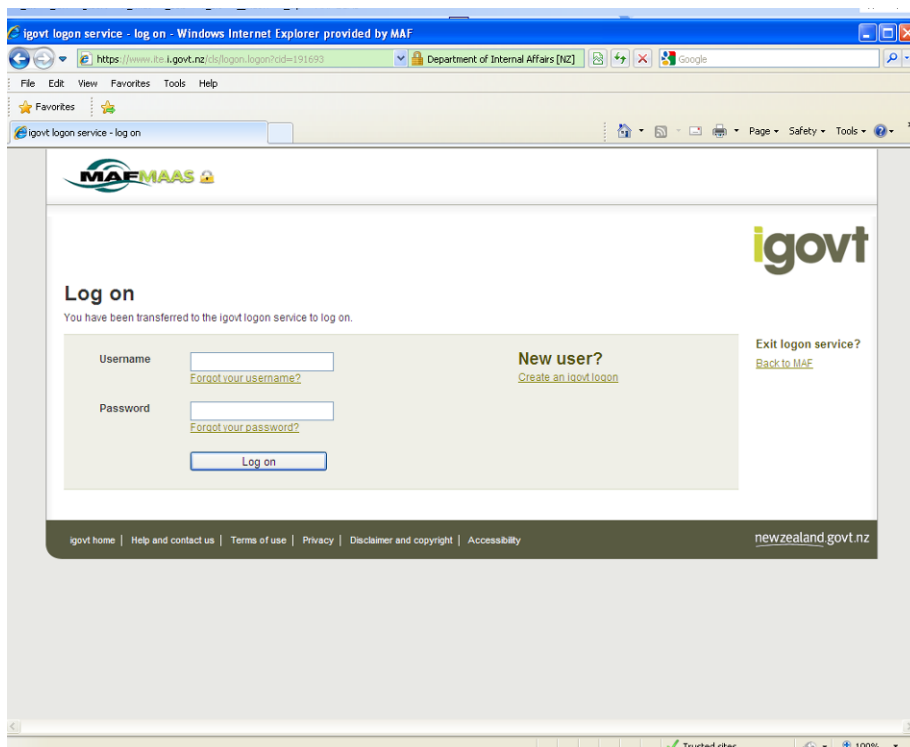 igovt logon service - log on - Windows Internet Explorer provided by MAF
https://www.ite.i.govt.nz/cls/logon.logon?cid=191693
Department of Internal Affairs [NZ]
Google
File Edit View Favorites Tools Help
Favorites
igovt logon service - log on
Page Safety Tools
MAFMAAS
igovt
Log on
You have been transferred to the igovt logon service to log on.
Username
Forgot your username?
Password
Forgot your password?
Log on
New user?
Create an igovt logon
Exit logon service?
Back to MAF
igovt home | Help and contact us | Terms of use | Privacy | Disclaimer and copyright | Accessibility
newzealand.govt.nz
Trusted sites
100%